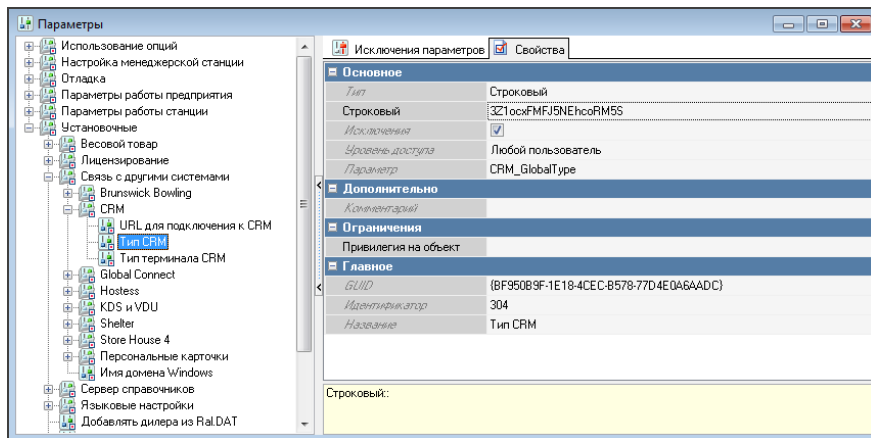 Параметры
Использование опций
Настройка менеджерской станции
Отладка
Параметры работы предприятия
Параметры работы станции
Установочные
Весовой товар
Лицензирование
Связь с другими системами
Brunswick Bowling
CRM
URL для подключения к CRM
Тип CRM
Тип терминала CRM
Global Connect
Hostess
KDS и VDU
Shelter
Store House 4
Персональные карточки
Имя домена Windows
Сервер справочников
Языковые настройки
Добавлять дилера из Ral.DAT
Исключения параметров Свойства
Основное
Тип Строковый
Строковый 3Z1ocxFMFJ5NEhcoRM5S
Исключения
Уровень доступа Любой пользователь
Параметр CRM_GlobalType
Дополнительно
Комментарий
Ограничения
Привилегия на объект
Главное
GUID {BF950B9F-1E18-4CEC-B578-77D4E0A6AADC}
Идентификатор 304
Название Тип CRM
Строковый::